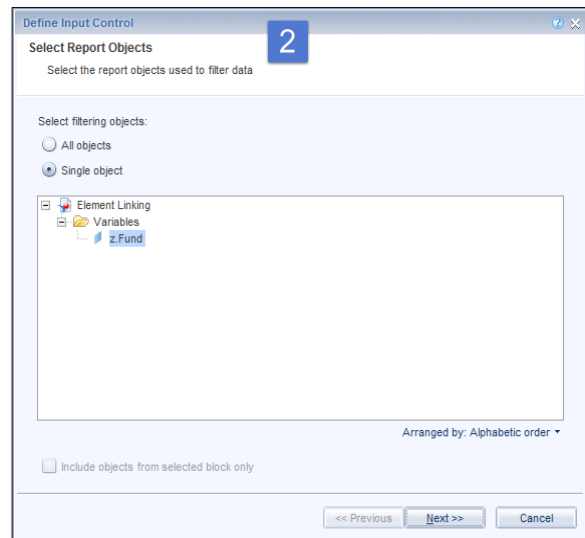 Define Input Control
2
Select Report Objects
Select the report objects used to filter data
Select filtering objects:
All objects
Single object
Element Linking
Variables
z.Fund
Arranged by: Alphabetic order
Include objects from selected block only
<< Previous Next >> Cancel